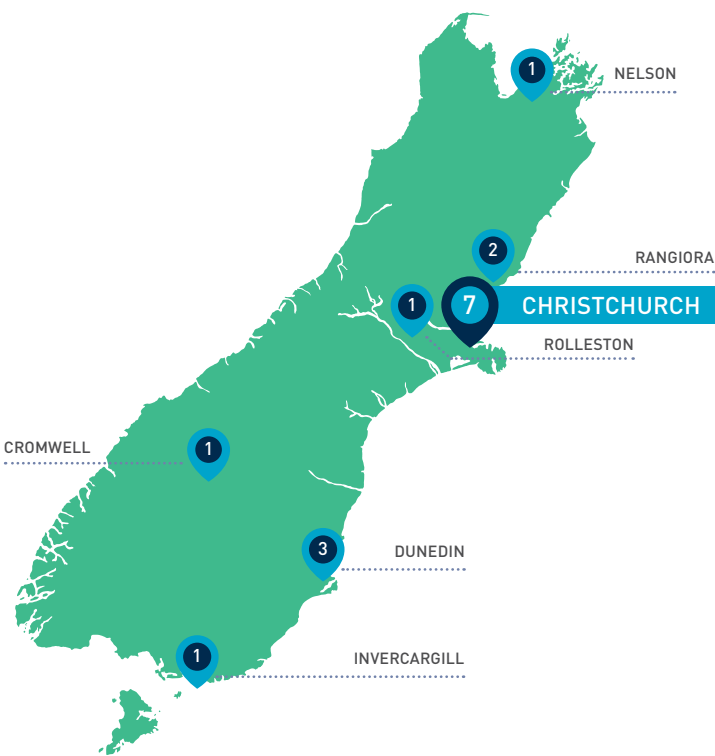 1
NELSON
2
RANGIORA
7 CHRISTCHURCH
1
ROLLESTON
CROMWELL
1
3
DUNEDIN
1
INVERCARGILL